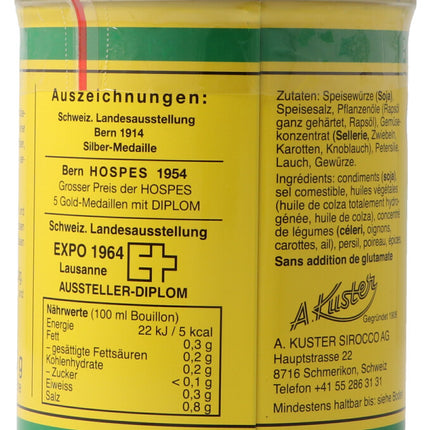 Auszeichnungen:
Schweiz. Landesausstellung
Bern 1914
Silber-Medaille
Bern HOSPES 1954
Grosser Preis der HOSPES
5 Gold-Medaillen mit DIPLOM
Schweiz. Landesausstellung
EXPO 1964
Lausanne
AUSSTELLER-DIPLOM
Nährwerte (100 ml Bouillon)
Energie 22 kJ / 5 kcal
Fett 0,3 g
– gesättigte Fettsäuren 0,2 g
Kohlenhydrate 0,2 g
– Zucker < 0,1 g
Eiweiss 0,3 g
Salz 0,8 g
Zutaten: Speisewürze (Soja),
Speisesalz, Pflanzenöle (Rapsöl
ganz gehärtet, Rapsöl), Gemüse-
konzentrat (Sellerie, Zwiebeln,
Karotten, Knoblauch), Petersilie,
Lauch, Gewürze.
Ingrédients: condiments (soja),
sel comestible, huiles végétales
(huile de colza totalement hydro-
génée, huile de colza), concentré
de légumes (céleri, oignons,
carottes, ail), persil, poireau, épices.
Sans addition de glutamate
A. Kuster
Gegründet
A. KUSTER SIROCCO AG
Hauptstrasse 22
8716 Schmerikon, Schweiz
Telefon +41 55 286 31 31
Mindestens haltbar bis: siehe Boden